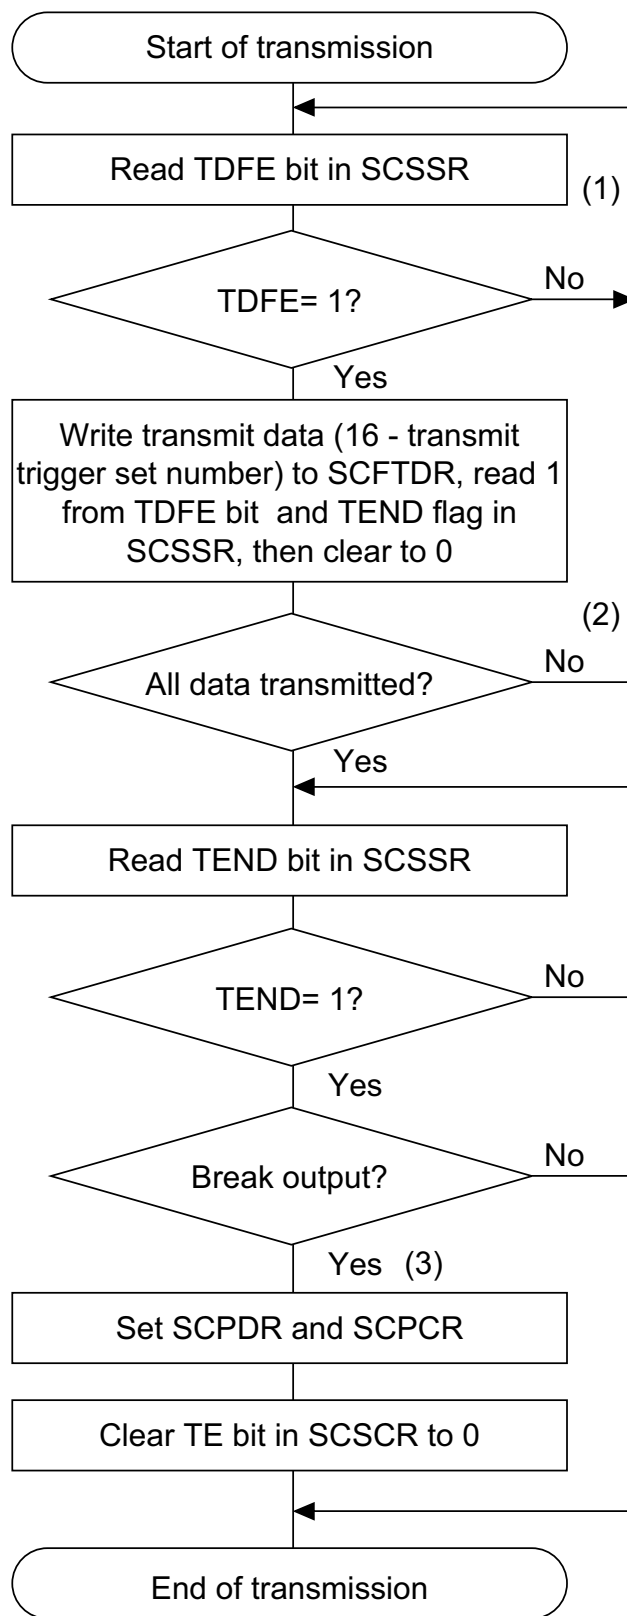 Start of transmission
Read TDFE bit in SCSSR
(1)
TDFE= 1?
No
Yes
Write transmit data (16 - transmit
trigger set number) to SCFTDR, read 1
from TDFE bit  and TEND flag in
SCSSR, then clear to 0
(2)
All data transmitted?
No
Yes
Read TEND bit in SCSSR
TEND= 1?
No
Yes
Break output?
No
Yes (3)
Set SCPDR and SCPCR
Clear TE bit in SCSCR to 0
End of transmission